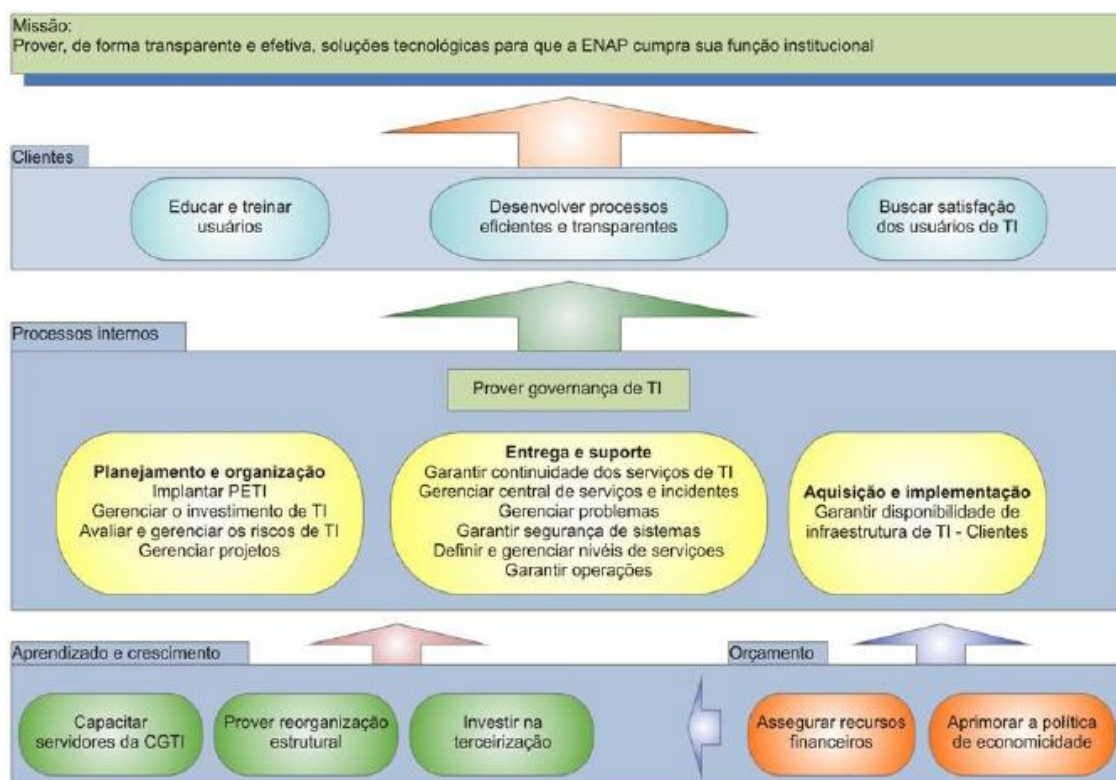 Missão:
Prover, de forma transparente e efetiva, soluções tecnológicas para que a ENAP cumpra sua função institucional
Clientes
Educar e treinar
usuários
Desenvolver processos
eficientes e transparentes
Buscar satisfação
dos usuários de TI
Processos internos
Prover governança de TI
Planejamento e organização
Implantar PETI
Gerenciar o investimento de TI
Avaliar e gerenciar os riscos de TI
Gerenciar projetos
Entrega e suporte
Garantir continuidade dos serviços de TI
Gerenciar central de serviços e incidentes
Gerenciar problemas
Garantir segurança de sistemas
Definir e gerenciar nivéis de serviçoes
Garantir operações
Aquisição e implementação
Garantir disponibilidade de
infraestrutura de TI - Clientes
Aprendizado e crescimento
Capacitar
servidores da CGTI
Prover reorganização
estrutural
Investir na
terceirização
Orçamento
Assegurar recursos
financeiros
Aprimorar a política
de economicidade